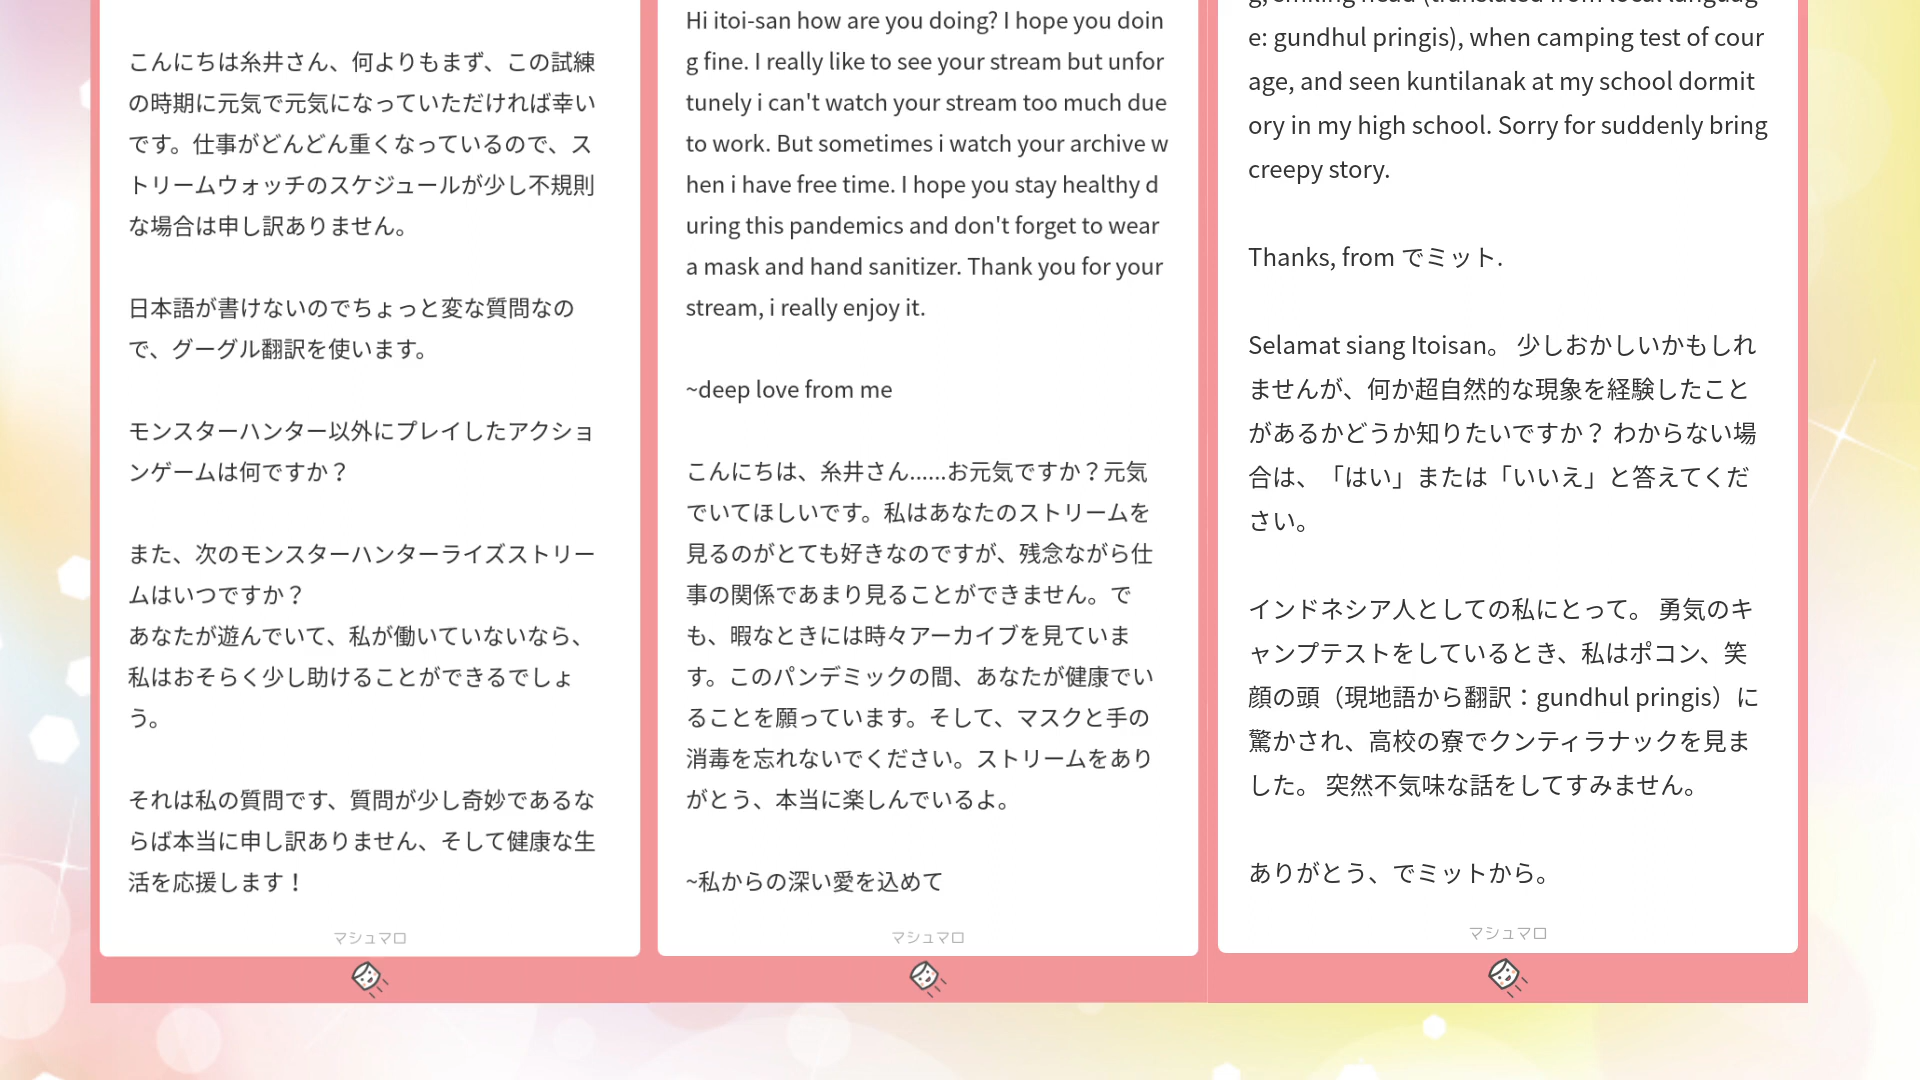 こんにちは糸井さん、何よりもまず、この試練
の時期に元気で元気になっていただければ幸い
です。仕事がどんどん重くなっているので、ス
トリームウォッチのスケジュールが少し不規則
な場合は申し訳ありません。
日本語が書けないのでちょっと変な質問なの
で、グーグル翻訳を使います。
モンスターハンター以外にプレイしたアクショ
ンゲームは何ですか？
また、次のモンスターハンターライズストリー
ムはいつですか？
あなたが遊んでいて、私が働いていないなら、
私はおそらく少し助けることができるでしょ
う。
それは私の質問です、質問が少し奇妙であるな
らば本当に申し訳ありません、そして健康な生
活を応援します！
マシュマロ
Hi itoi-san how are you doing? I hope you doin
g fine. I really like to see your stream but unfor
tunely i can't watch your stream too much due
to work. But sometimes i watch your archive w
hen i have free time. I hope you stay healthy d
uring this pandemics and don't forget to wear
a mask and hand sanitizer. Thank you for your
stream, i really enjoy it.
~deep love from me
こんにちは、糸井さん......お元気ですか？元気
でいてほしいです。私はあなたのストリームを
見るのがとても好きなのですが、残念ながら仕
事の関係であまり見ることができません。で
も、暇なときには時々アーカイブを見ていま
す。このパンデミックの間、あなたが健康でい
ることを願っています。そして、マスクと手の
消毒を忘れないでください。ストリームをあり
がとう、本当に楽しんでいるよ。
~私からの深い愛を込めて
マシュマロ
g, smiling head (translated from local languag
e: gundhul pringis), when camping test of cour
age, and seen kuntilanak at my school dormit
ory in my high school. Sorry for suddenly bring
creepy story.
Thanks, from でミット.
Selamat siang Itoisan。 少しおかしいかもしれ
ませんが、何か超自然的な現象を経験したこと
があるかどうか知りたいですか？ わからない場
合は、「はい」または「いいえ」と答えてくだ
さい。
インドネシア人としての私にとって。 勇気のキ
ャンプテストをしているとき、私はポコン、笑
顔の頭（現地語から翻訳：gundhul pringis）に
驚かされ、高校の寮でクンティラナックを見ま
した。 突然不気味な話をしてすみません。
ありがとう、でミットから。
マシュマロ